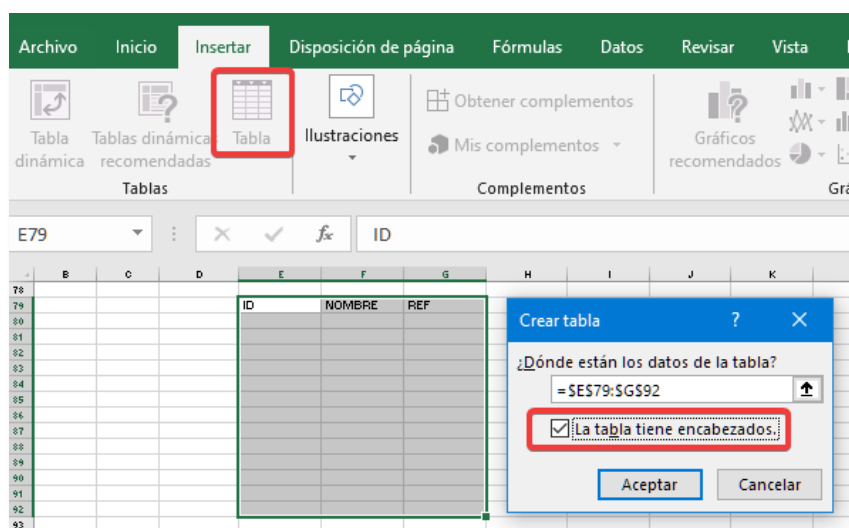 Archivo Inicio Insertar Disposición de página Fórmulas Datos Revisar Vista
Tabla dinámica
Tablas dinámicas recomendadas
Tabla
Ilustraciones
Obtener complementos
Mis complementos
Gráficos recomendados
Tablas Complementos
E79 fx ID
B C D E F G H I J K
78
79 ID NOMBRE REF
80
81
82
83
84
85
86
87
88
89
90
91
92
93
Crear tabla ? ×
¿Dónde están los datos de la tabla?
=$E$79:$G$92
La tabla tiene encabezados.
Aceptar Cancelar